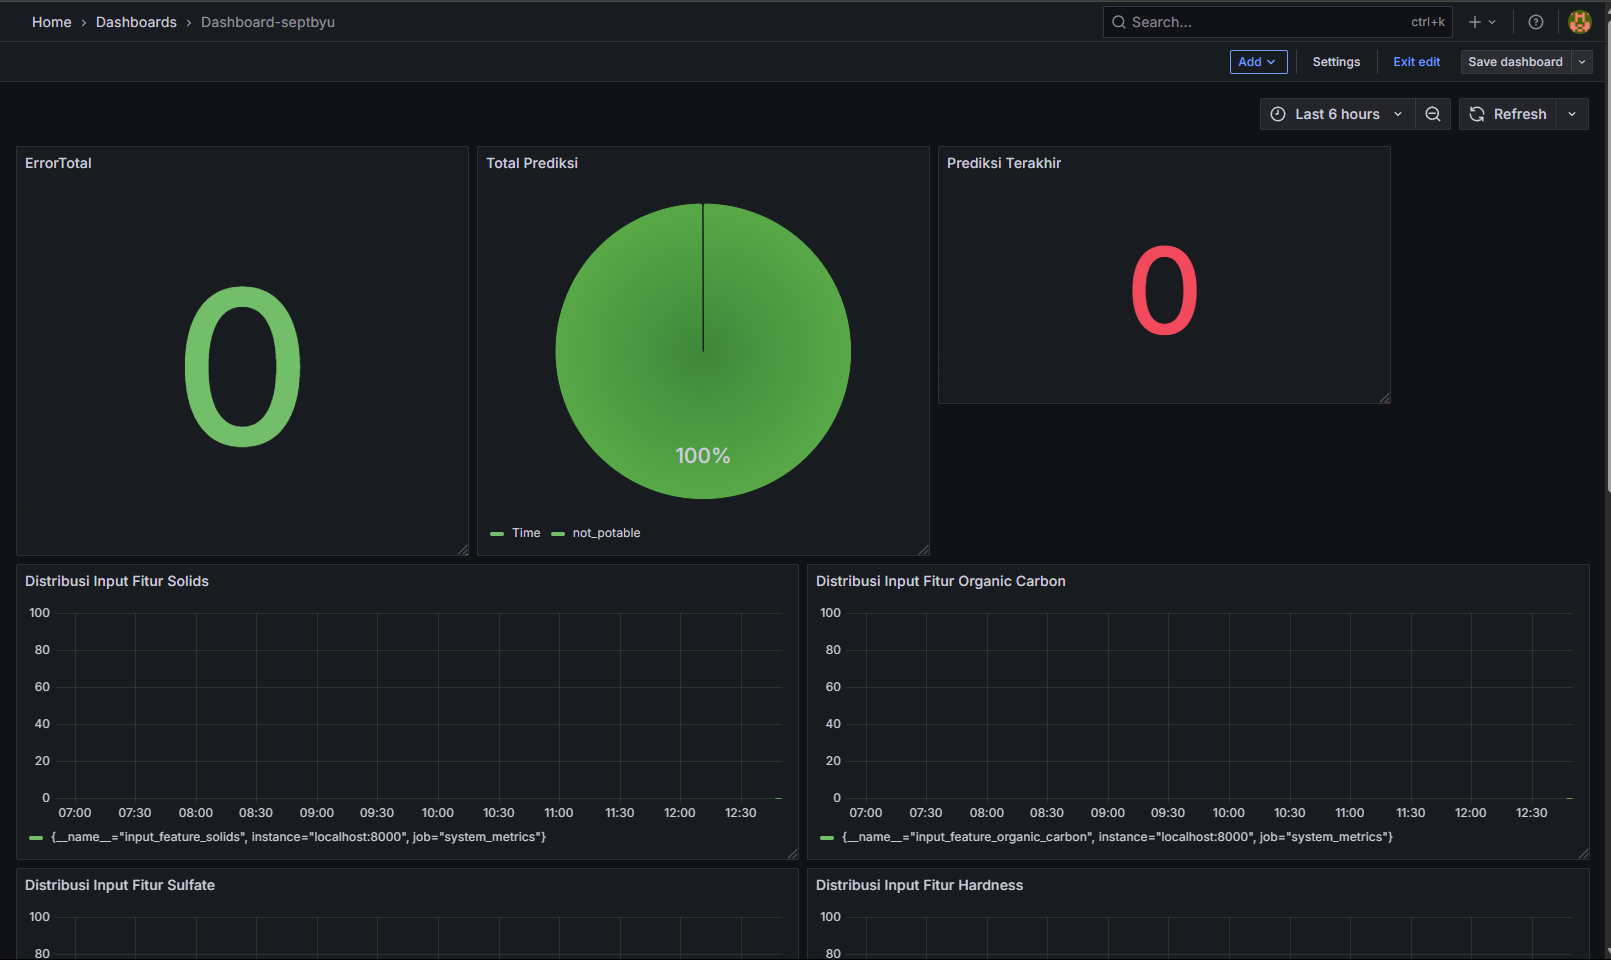 Home › Dashboards › Dashboard-septbyu
Search... ctrl+k
Add Settings Exit edit Save dashboard
Last 6 hours Refresh
ErrorTotal
0
Total Prediksi
100%
Time not_potable
Prediksi Terakhir
0
Distribusi Input Fitur Solids
100
80
60
40
20
0
07:00 07:30 08:00 08:30 09:00 09:30 10:00 10:30 11:00 11:30 12:00 12:30
{__name__="input_feature_solids", instance="localhost:8000", job="system_metrics"}
Distribusi Input Fitur Organic Carbon
100
80
60
40
20
0
07:00 07:30 08:00 08:30 09:00 09:30 10:00 10:30 11:00 11:30 12:00 12:30
{__name__="input_feature_organic_carbon", instance="localhost:8000", job="system_metrics"}
Distribusi Input Fitur Sulfate
100
80
Distribusi Input Fitur Hardness
100
80